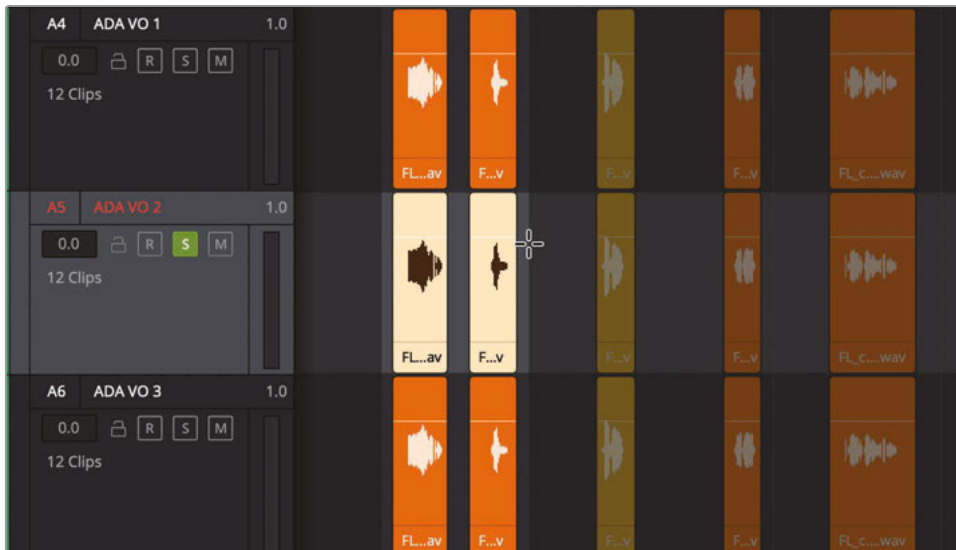 A4 ADA VO 1 1.0
0.0 R S M
12 Clips
FL...av F...v F...v F...v FL_c....wav
A5 ADA VO 2 1.0
0.0 R S M
12 Clips
FL...av F...v F...v F...v FL_c....wav
A6 ADA VO 3 1.0
0.0 R S M
12 Clips
FL...av F...v F...v F...v FL_c....wav